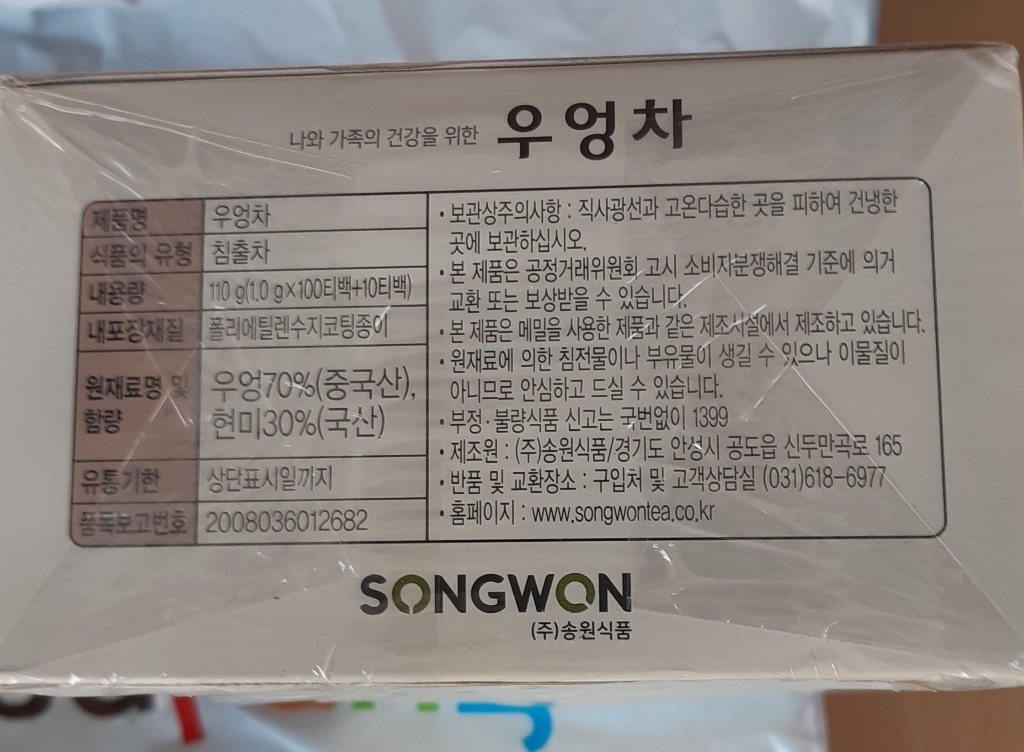 나와 가족의 건강을 위한 우엉차
제품명 우엉차
식품의 유형 침출차
내용량 110 g(1.0 g×100티백+10티백)
내포장재질 폴리에틸렌수지코팅종이
원재료명 및 우엉70%(중국산),
함량 현미30%(국산)
유통기한 상단표시일까지
품목보고번호 2008036012682
• 보관상주의사항 : 직사광선과 고온다습한 곳을 피하여 건냉한
곳에 보관하십시오.
• 본 제품은 공정거래위원회 고시 소비자분쟁해결 기준에 의거
교환 또는 보상받을 수 있습니다.
• 본 제품은 메밀을 사용한 제품과 같은 제조시설에서 제조하고 있습니다.
• 원재료에 의한 침전물이나 부유물이 생길 수 있으나 이물질이
아니므로 안심하고 드실 수 있습니다.
• 부정·불량식품 신고는 국번없이 1399
• 제조원 : (주)송원식품/경기도 안성시 공도읍 신두만곡로 165
• 반품 및 교환장소 : 구입처 및 고객상담실 (031)618-6977
• 홈페이지 : www.songwontea.co.kr
SONGWON
(주)송원식품